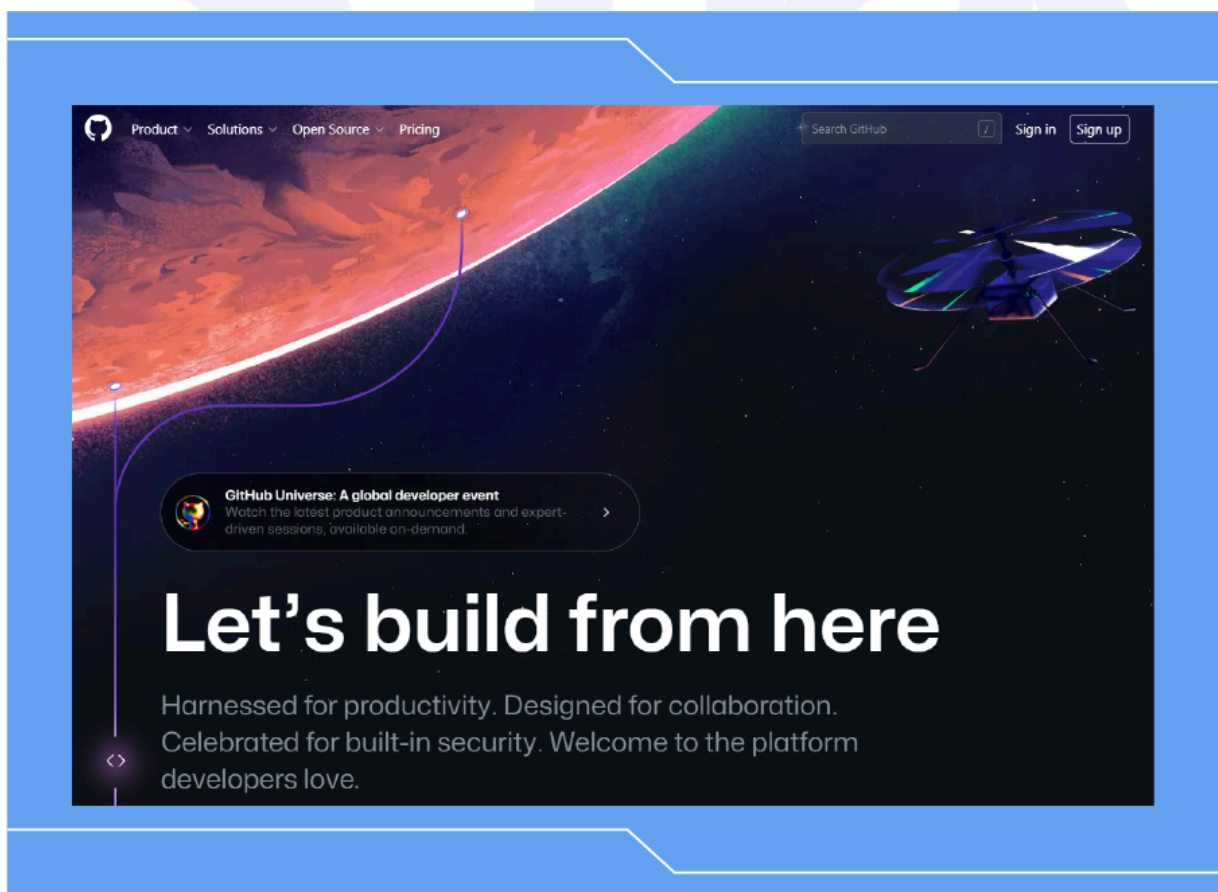 Product Solutions Open Source Pricing Search GitHub / Sign in Sign up
GitHub Universe: A global developer event
Watch the latest product announcements and expert-
driven sessions, available on-demand.
Let’s build from here
Harnessed for productivity. Designed for collaboration.
Celebrated for built-in security. Welcome to the platform
developers love.